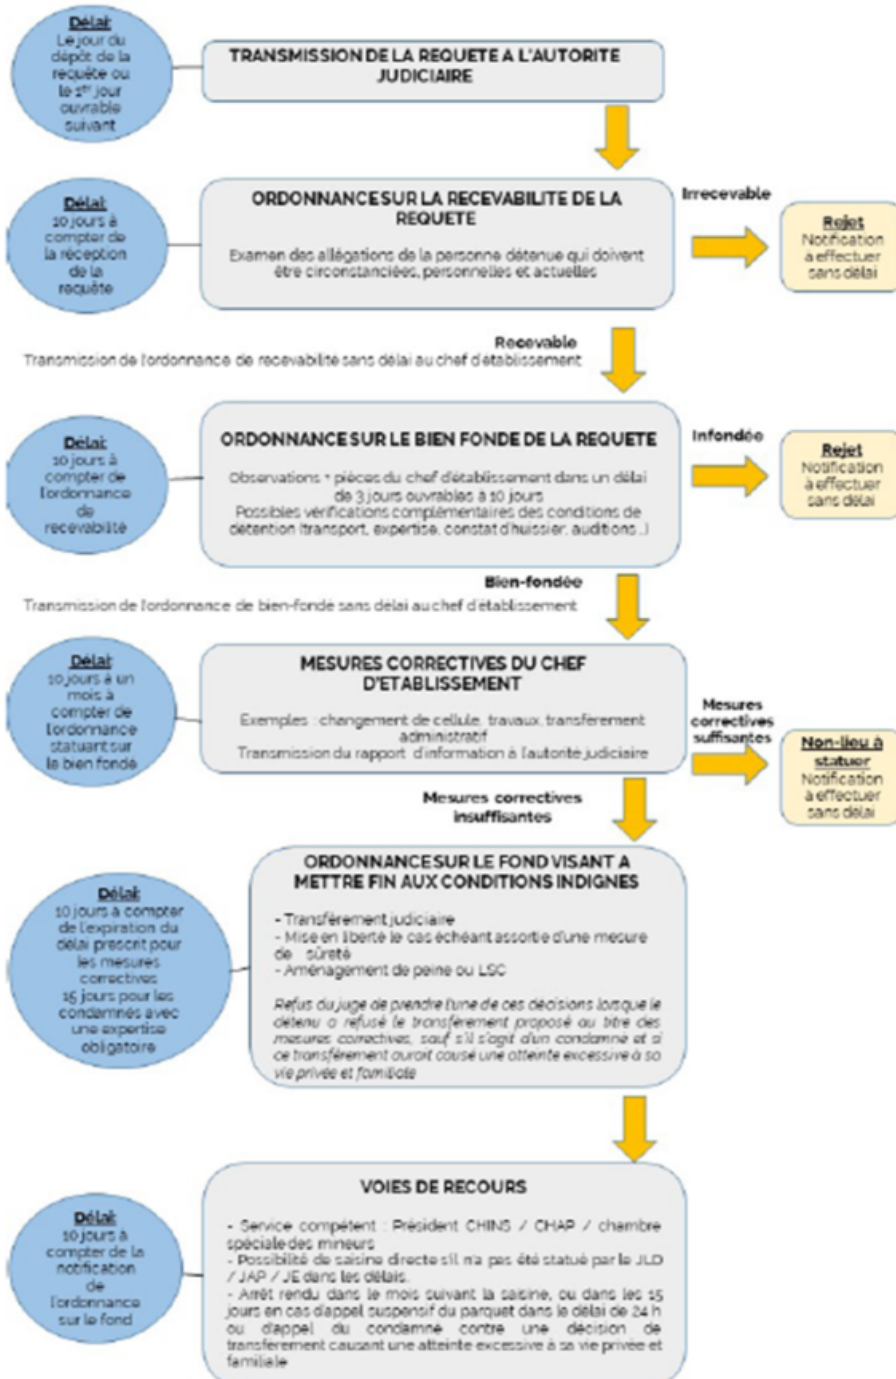 Délai:
Le jour du
dépôt de la
requête ou
le 1er jour
ouvrable
suivant
TRANSMISSION DE LA REQUETE A L'AUTORITE
JUDICIAIRE
Délai:
10 jours à
compter de
la réception
de la
requête
ORDONNANCE SUR LA RECEVABILITE DE LA
REQUETE
Examen des allégations de la personne détenue qui doivent
être circonstanciées, personnelles et actuelles
Irrecevable
Rejet
Notification
à effectuer
sans délai
Recevable
Transmission de l'ordonnance de recevabilité sans délai au chef d'établissement
Délai:
10 jours à
compter de
l'ordonnance
de
recevabilité
ORDONNANCE SUR LE BIEN FONDE DE LA REQUETE
Observations + pièces du chef d'établissement dans un délai
de 3 jours ouvrables à 10 jours
Possibles vérifications complémentaires des conditions de
détention (transport, expertise, constat d'huissier, auditions…)
Infondée
Rejet
Notification
à effectuer
sans délai
Bien-fondée
Transmission de l'ordonnance de bien-fondé sans délai au chef d'établissement
Délai:
10 jours à un
mois à
compter de
l'ordonnance
statuant sur
le bien fondé
MESURES CORRECTIVES DU CHEF
D'ETABLISSEMENT
Exemples : changement de cellule, travaux, transfèrement
administratif
Transmission du rapport d'information à l'autorité judiciaire
Mesures
correctives
suffisantes
Non-lieu à
statuer
Notification
à effectuer
sans délai
Mesures correctives
insuffisantes
Délai:
10 jours à compter
de l'expiration du
délai prescrit pour
les mesures
correctives
15 jours pour les
condamnés avec
une expertise
obligatoire
ORDONNANCE SUR LE FOND VISANT A
METTRE FIN AUX CONDITIONS INDIGNES
- Transfèrement judiciaire
- Mise en liberté le cas échéant assortie d'une mesure
de sûreté
- Aménagement de peine ou LSC
Refus du juge de prendre l'une de ces décisions lorsque le
détenu a refusé le transfèrement proposé au titre des
mesures correctives, sauf s'il s'agit d'un condamné et si
ce transfèrement aurait causé une atteinte excessive à sa
vie privée et familiale
Délai:
10 jours à
compter de la
notification
de
l'ordonnance
sur le fond
VOIES DE RECOURS
- Service compétent : Président CHINS / CHAP / chambre
spéciale des mineurs
- Possibilité de saisine directe s'il n'a pas été statué par le JLD
/ JAP / JE dans les délais.
- Arrêt rendu dans le mois suivant la saisine, ou dans les 15
jours en cas d'appel suspensif du parquet dans le délai de 24 h
ou d'appel du condamné contre une décision de
transfèrement causant une atteinte excessive à sa vie privée et
familiale